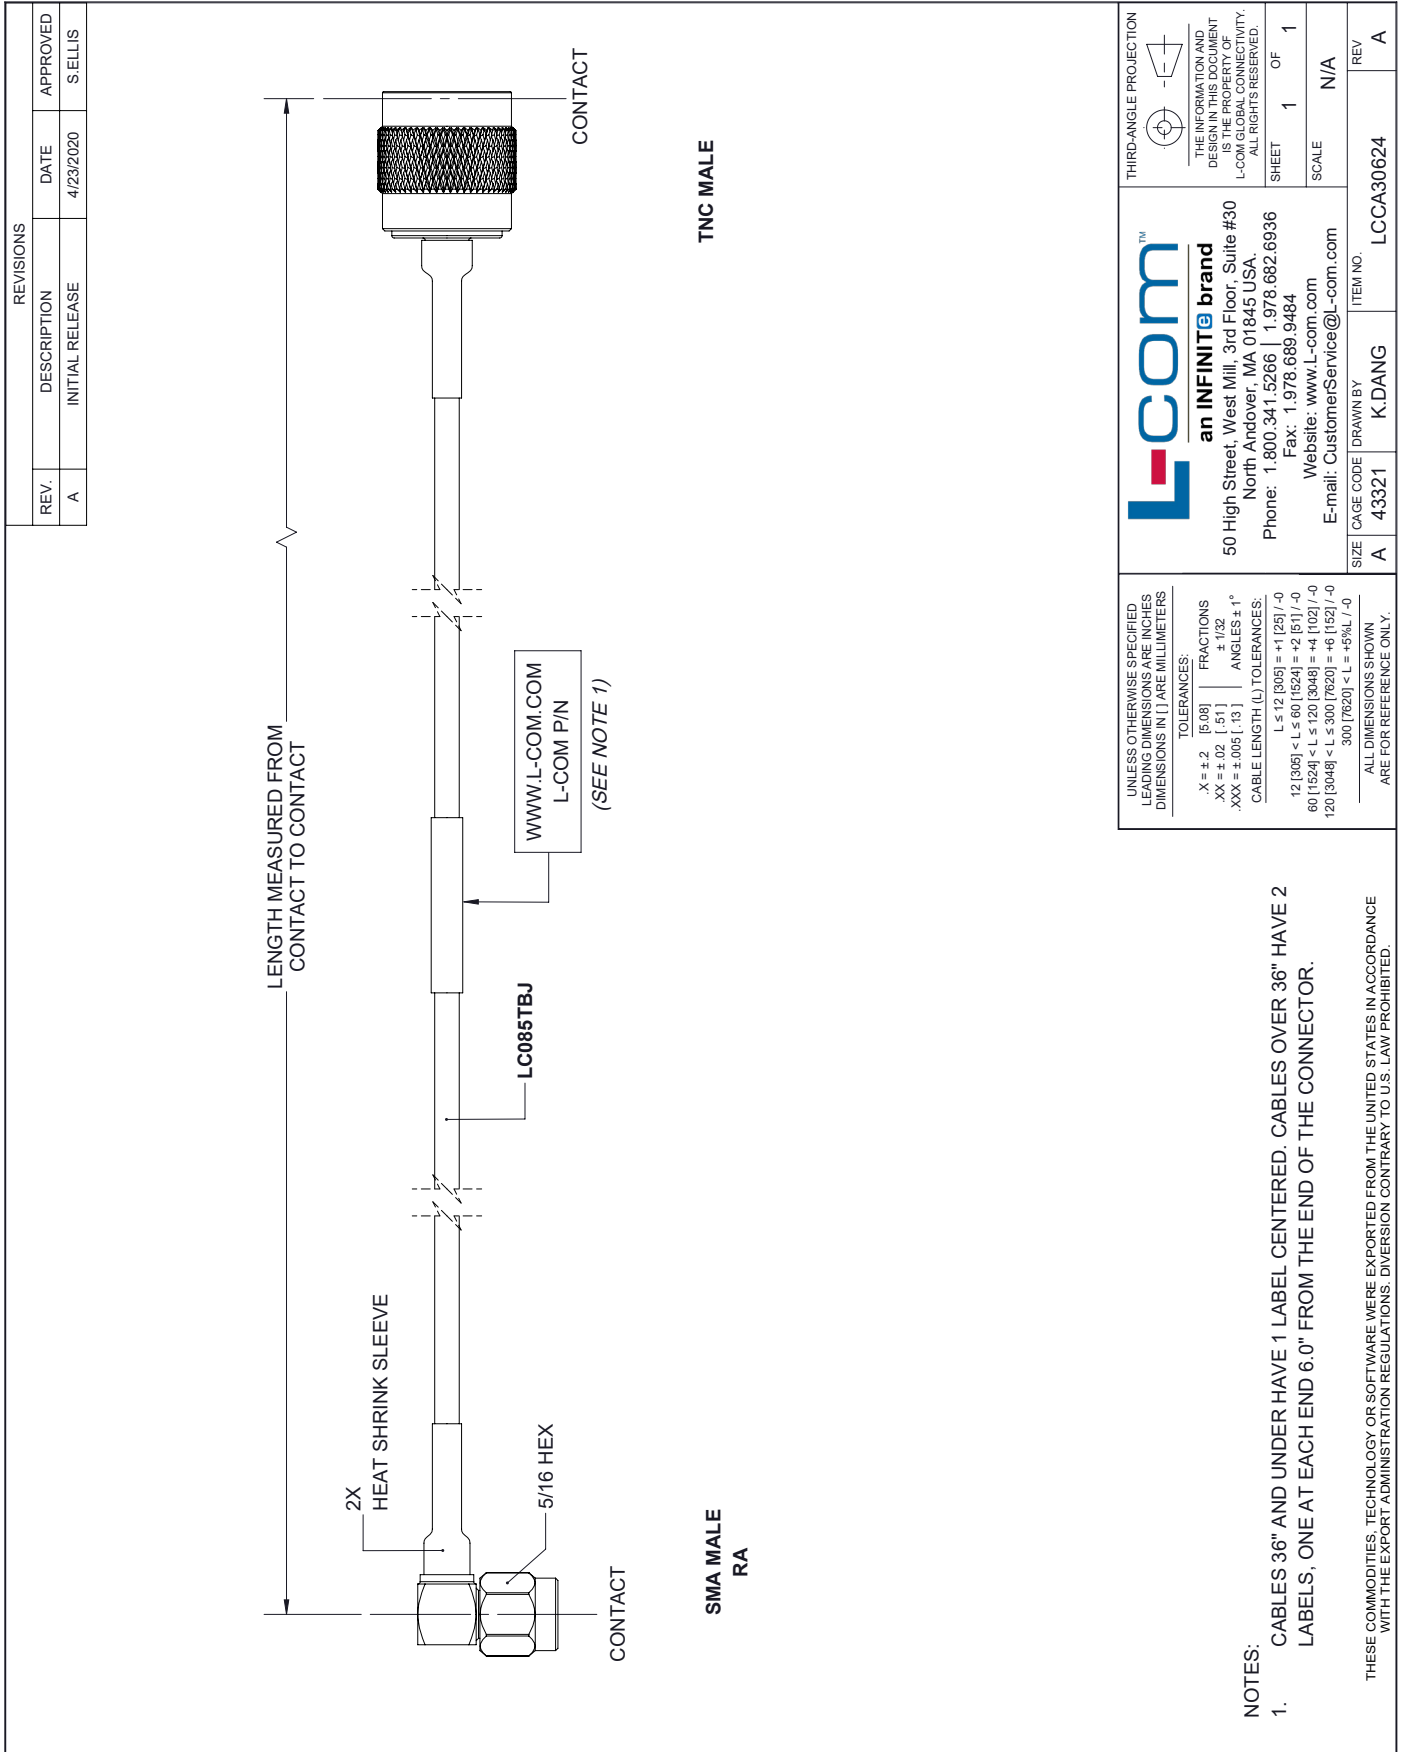 REVISIONS
REV.
DESCRIPTION
DATE
APPROVED
A
INITIAL RELEASE
4/23/2020
S.ELLIS
LENGTH MEASURED FROM
CONTACT TO CONTACT
2X
HEAT SHRINK SLEEVE
5/16 HEX
CONTACT
LC085TBJ
WWW.L-COM.COM
L-COM P/N
(SEE NOTE 1)
CONTACT
SMA MALE
RA
TNC MALE
NOTES:
1. CABLES 36" AND UNDER HAVE 1 LABEL CENTERED. CABLES OVER 36" HAVE 2
LABELS, ONE AT EACH END 6.0" FROM THE END OF THE CONNECTOR.
THESE COMMODITIES, TECHNOLOGY OR SOFTWARE WERE EXPORTED FROM THE UNITED STATES IN ACCORDANCE
WITH THE EXPORT ADMINISTRATION REGULATIONS. DIVERSION CONTRARY TO U.S. LAW PROHIBITED.
UNLESS OTHERWISE SPECIFIED
LEADING DIMENSIONS ARE INCHES
DIMENSIONS IN [ ] ARE MILLIMETERS
TOLERANCES:
.X = ±.2 [5.08] FRACTIONS
.XX = ±.02 [.51] ± 1/32
.XXX = ±.005 [.13] ANGLES ± 1°
CABLE LENGTH (L) TOLERANCES:
L ≤ 12 [305] = +1 [25] / -0
12 [305] < L ≤ 60 [1524] = +2 [51] / -0
60 [1524] < L ≤ 120 [3048] = +4 [102] / -0
120 [3048] < L ≤ 300 [7620] = +6 [152] / -0
300 [7620] < L = +5%L / -0
ALL DIMENSIONS SHOWN
ARE FOR REFERENCE ONLY.
L-com™
an INFINITe brand
50 High Street, West Mill, 3rd Floor, Suite #30
North Andover, MA 01845 USA.
Phone: 1.800.341.5266 | 1.978.682.6936
Fax: 1.978.689.9484
Website: www.L-com.com
E-mail: CustomerService@L-com.com
THIRD-ANGLE PROJECTION
THE INFORMATION AND
DESIGN IN THIS DOCUMENT
IS THE PROPERTY OF
L-COM GLOBAL CONNECTIVITY.
ALL RIGHTS RESERVED.
SHEET 1 OF 1
SCALE
N/A
SIZE
A
CAGE CODE
43321
DRAWN BY
K.DANG
ITEM NO.
LCCA30624
REV
A